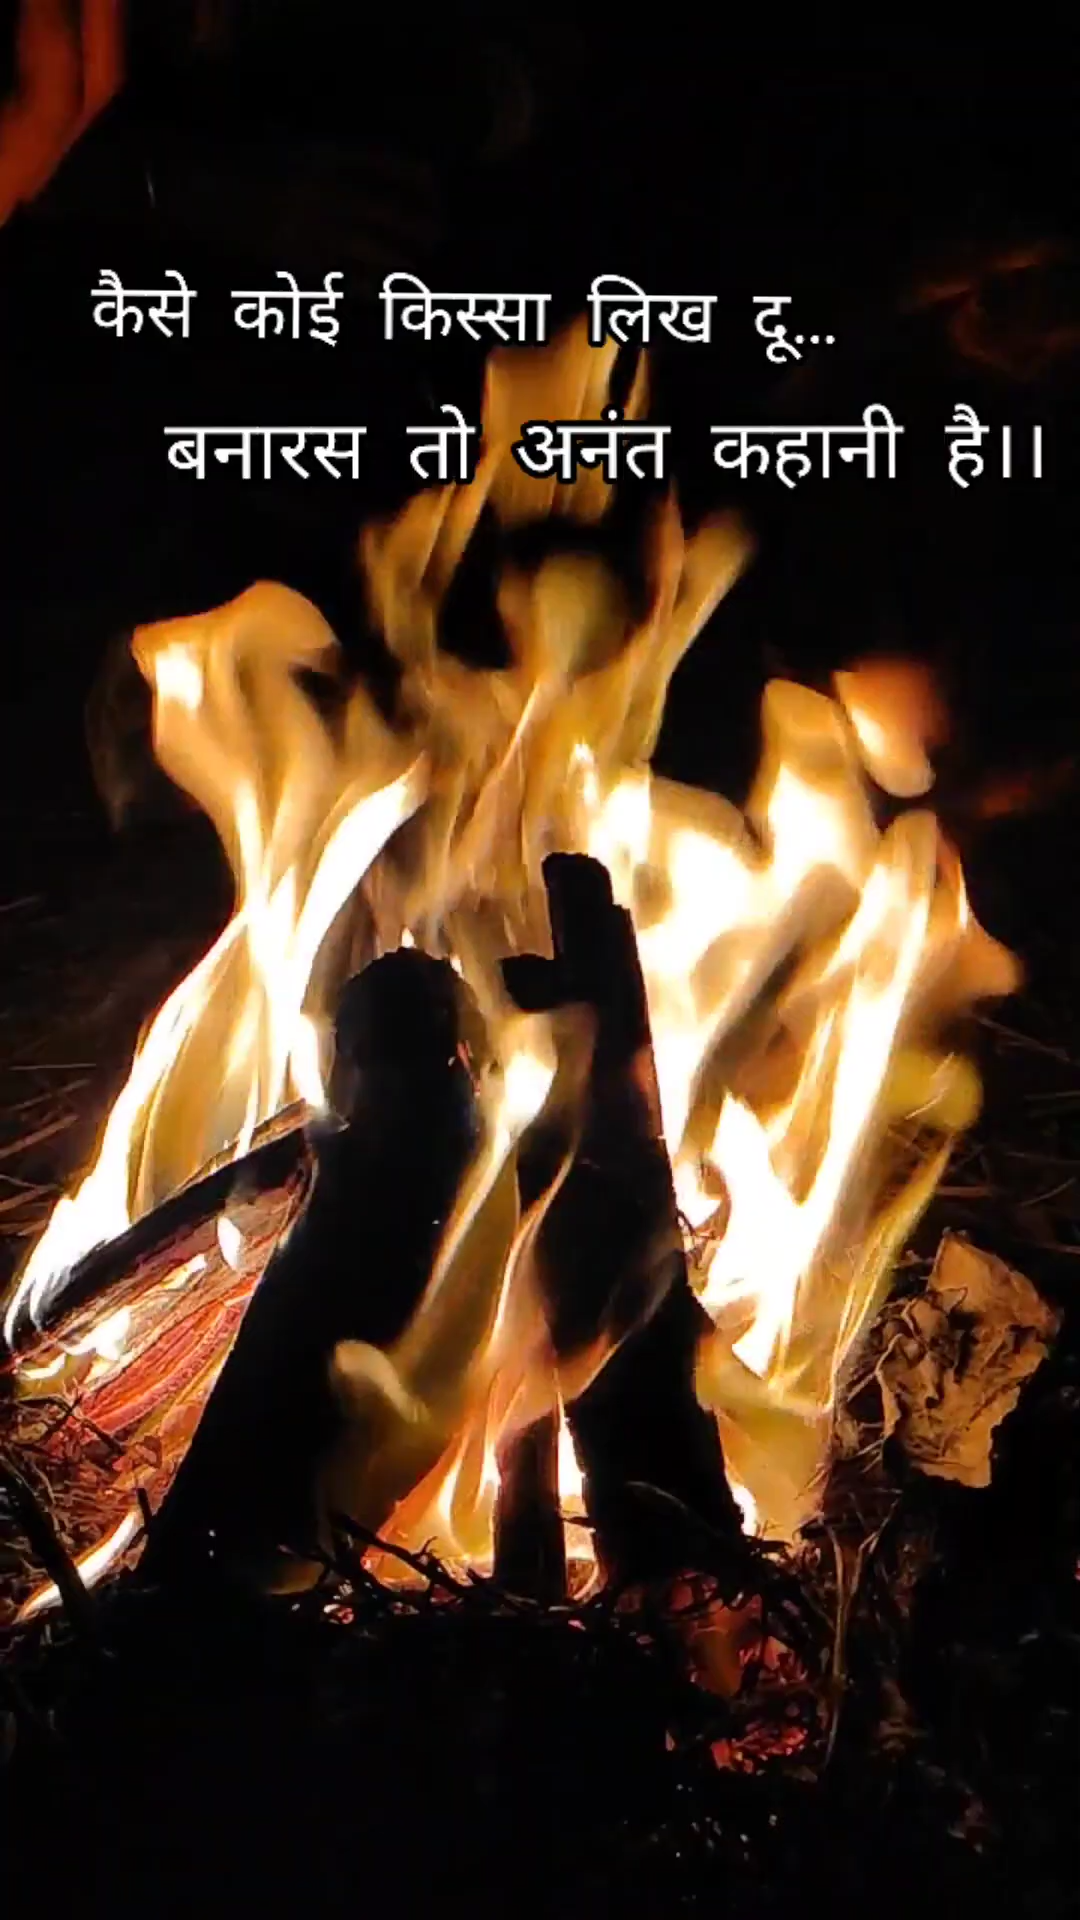 कैसे कोई किस्सा लिख दू...
बनारस तो अनंत कहानी है।।